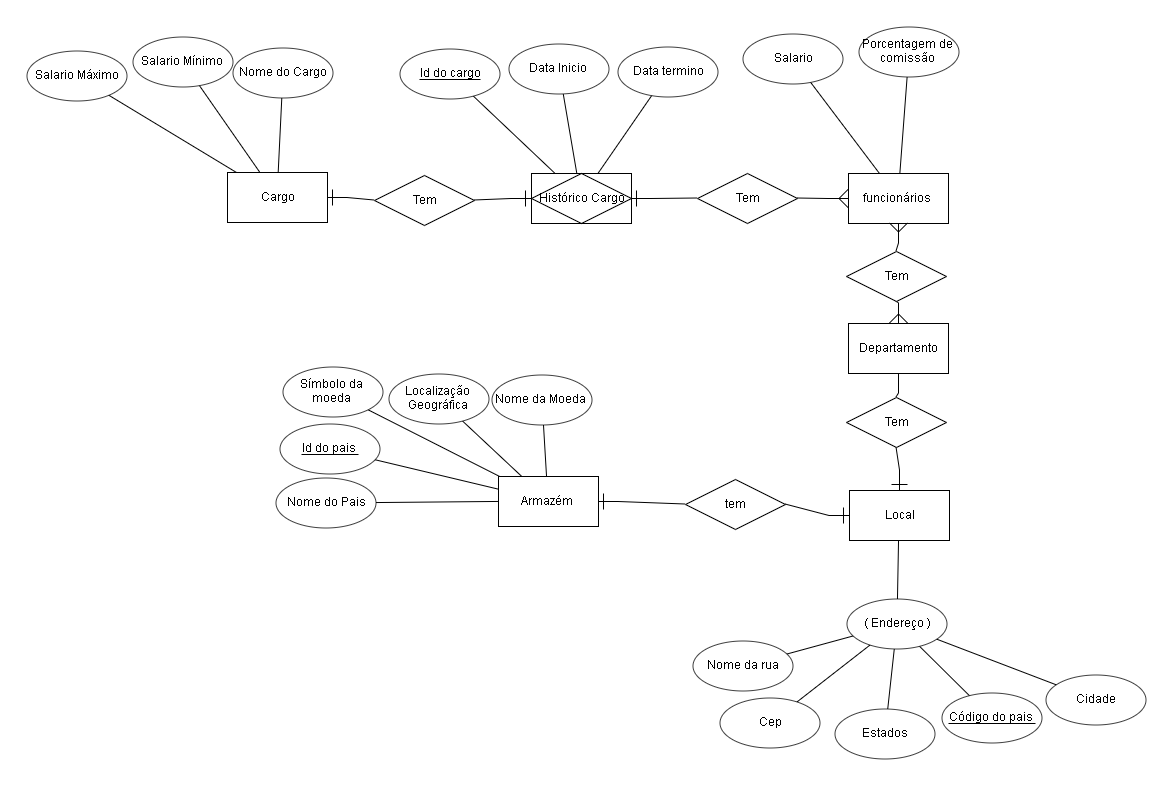 Salario Máximo
Salario Mínimo
Nome do Cargo
Id do cargo
Data Inicio
Data termino
Salario
Porcentagem de
comissão
Cargo
Tem
Histórico Cargo
Tem
funcionários
Tem
Departamento
Tem
Símbolo da
moeda
Localização
Geográfica
Nome da Moeda
Id do pais
Nome do Pais
Armazém
tem
Local
( Endereço )
Nome da rua
Cep
Estados
Código do pais
Cidade